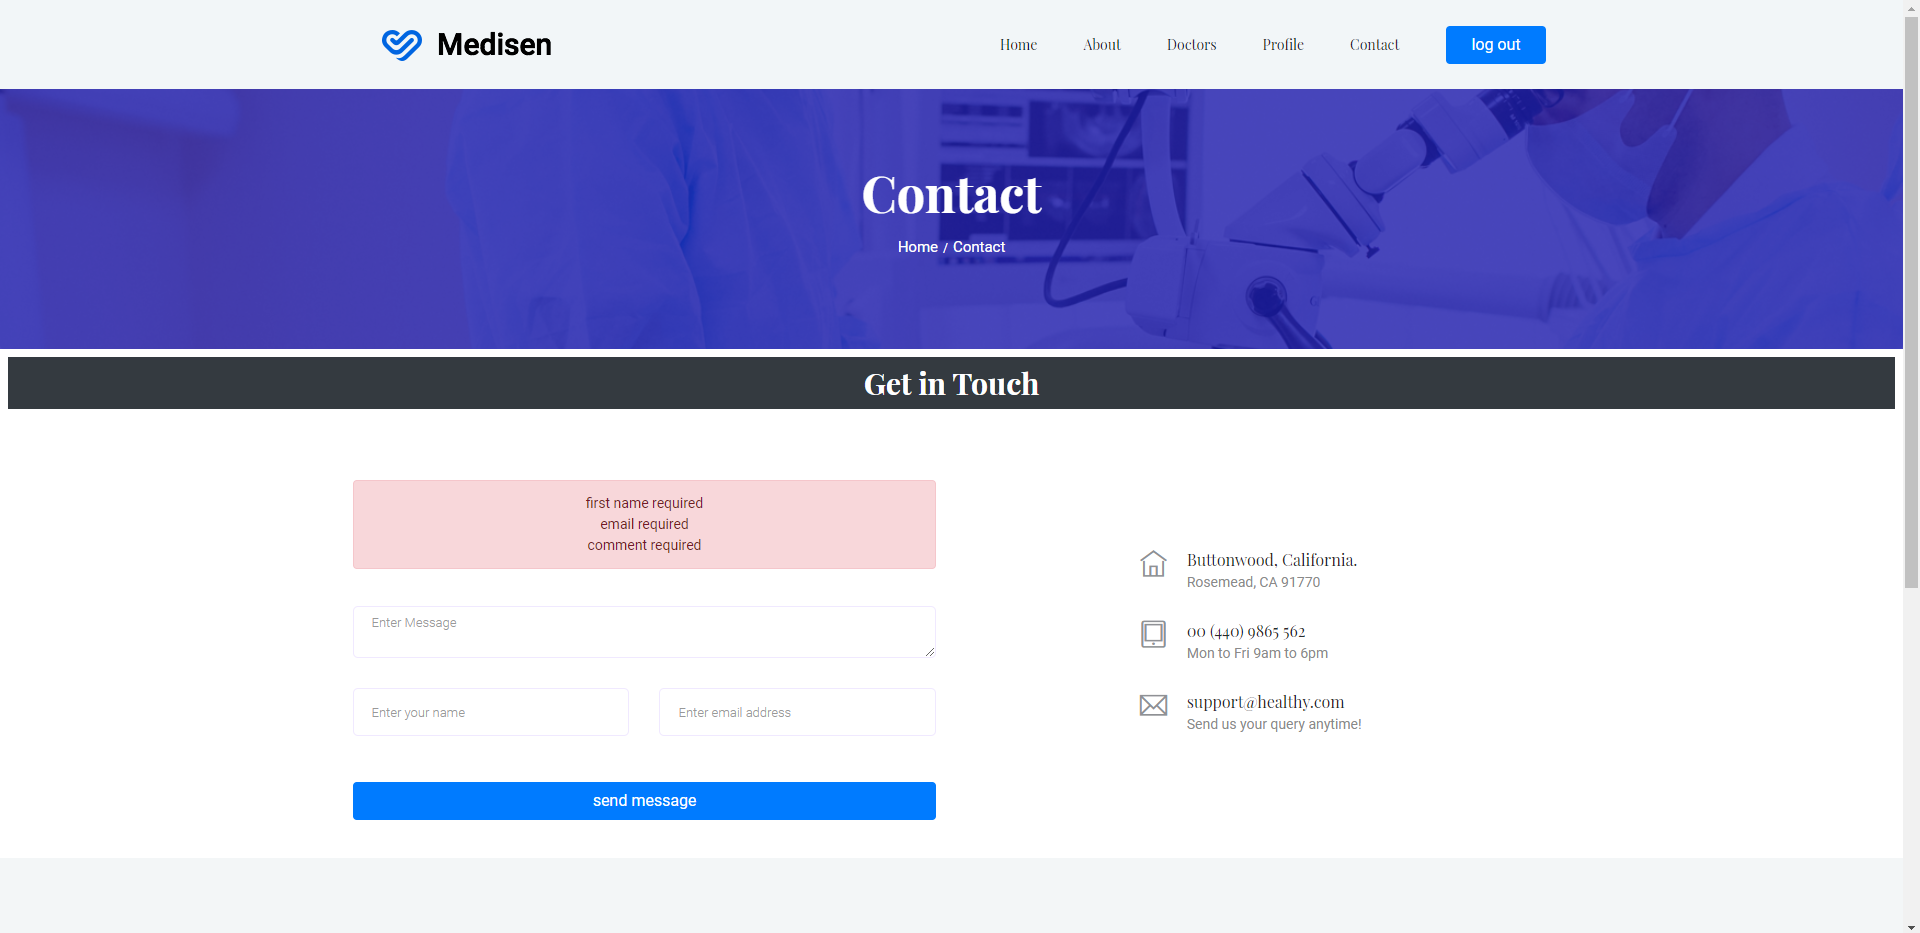 Medisen
Home
About
Doctors
Profile
Contact
log out
Contact
Home / Contact
Get in Touch
first name required
email required
comment required
Enter Message
Enter your name
Enter email address
send message
Buttonwood, California.
Rosemead, CA 91770
00 (440) 9865 562
Mon to Fri 9am to 6pm
support@healthy.com
Send us your query anytime!